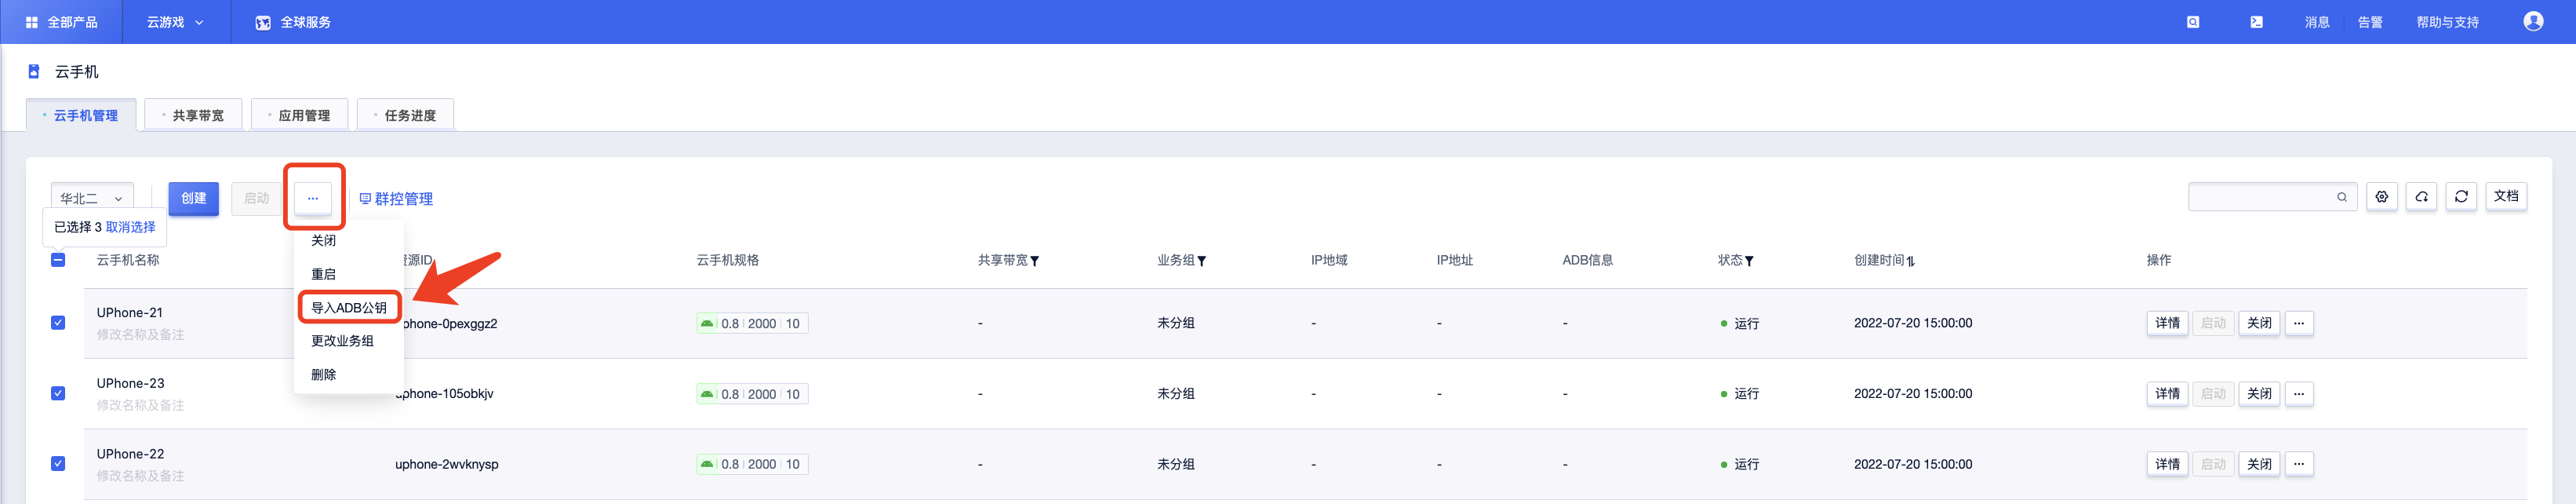 全部产品 云游戏 全球服务 消息 告警 帮助与支持
云手机
云手机管理 共享带宽 应用管理 任务进度
华北二 创建 启动 ... 群控管理 文档
已选择 3 取消选择
关闭
重启
导入ADB公钥
更改业务组
删除
云手机名称 源ID 云手机规格 共享带宽 业务组 IP地域 IP地址 ADB信息 状态 创建时间 操作
UPhone-21 phone-0pexggz2 0.8 2000 10 - 未分组 - - - 运行 2022-07-20 15:00:00 详情 启动 关闭 ...
修改名称及备注
UPhone-23 uphone-105obkjv 0.8 2000 10 - 未分组 - - - 运行 2022-07-20 15:00:00 详情 启动 关闭 ...
修改名称及备注
UPhone-22 uphone-2wvknysp 0.8 2000 10 - 未分组 - - - 运行 2022-07-20 15:00:00 详情 启动 关闭 ...
修改名称及备注